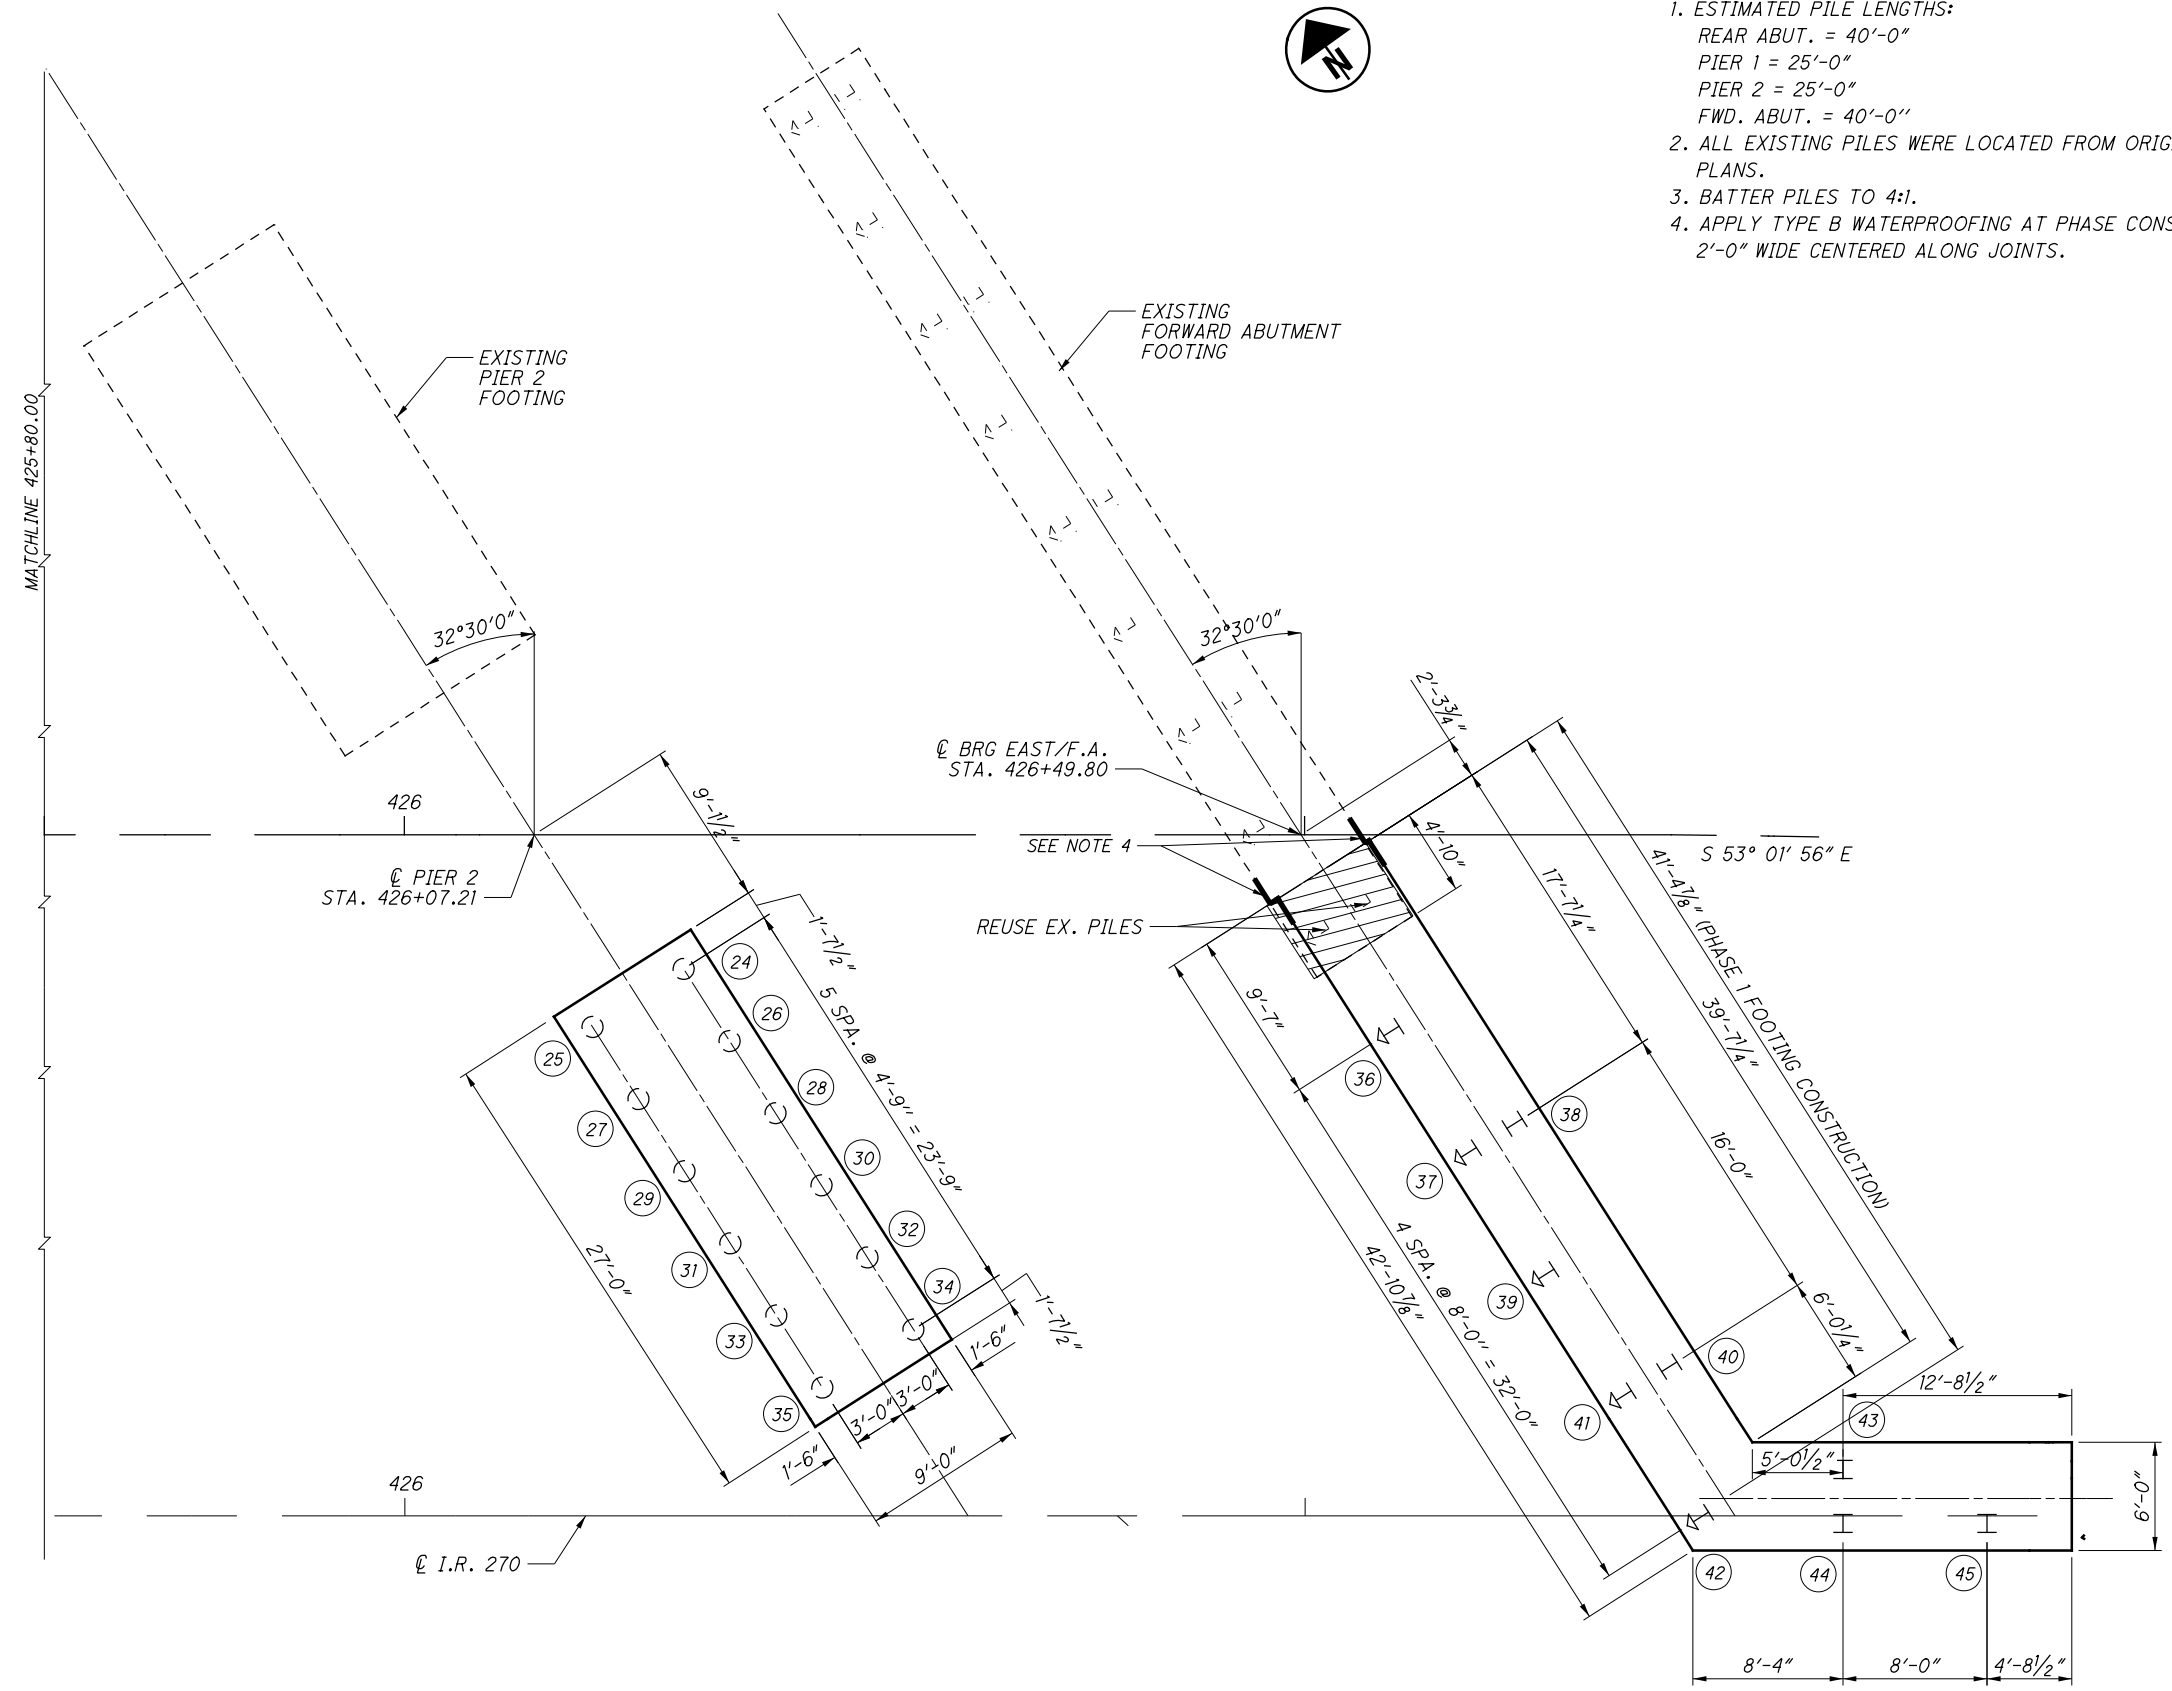 1. ESTIMATED PILE LENGTHS:
REAR ABUT. = 40'-0"
PIER 1 = 25'-0"
PIER 2 = 25'-0"
FWD. ABUT. = 40'-0''
2. ALL EXISTING PILES WERE LOCATED FROM ORIG
PLANS.
3. BATTER PILES TO 4:1.
4. APPLY TYPE B WATERPROOFING AT PHASE CONS
2'-0" WIDE CENTERED ALONG JOINTS.
N
MATCHLINE 425+80.00
EXISTING
PIER 2
FOOTING
EXISTING
FORWARD ABUTMENT
FOOTING
32°30'0"
32°30'0"
426
℄ PIER 2
STA. 426+07.21
℄ BRG EAST/F.A.
STA. 426+49.80
SEE NOTE 4
REUSE EX. PILES
S 53° 01' 56" E
9'-1½"
1'-7½"
5 SPA. @ 4'-9'' = 23'-9"
1'-7½"
27'-0"
1'-6"
3'-0"
3'-0"
1'-6"
9'-0"
24
25
26
27
28
29
30
31
32
33
34
35
2'-3¾"
4'-10"
17'-7¼"
16'-0"
6'-0¼"
39'-7¼"
41'-4⅞" (PHASE 1 FOOTING CONSTRUCTION)
9'-7"
4 SPA. @ 8'-0'' = 32'-0"
42'-10⅞"
36
37
38
39
40
41
42
43
44
45
12'-8½"
5'-0½"
6'-0"
8'-4"
8'-0"
4'-8½"
426
℄ I.R. 270